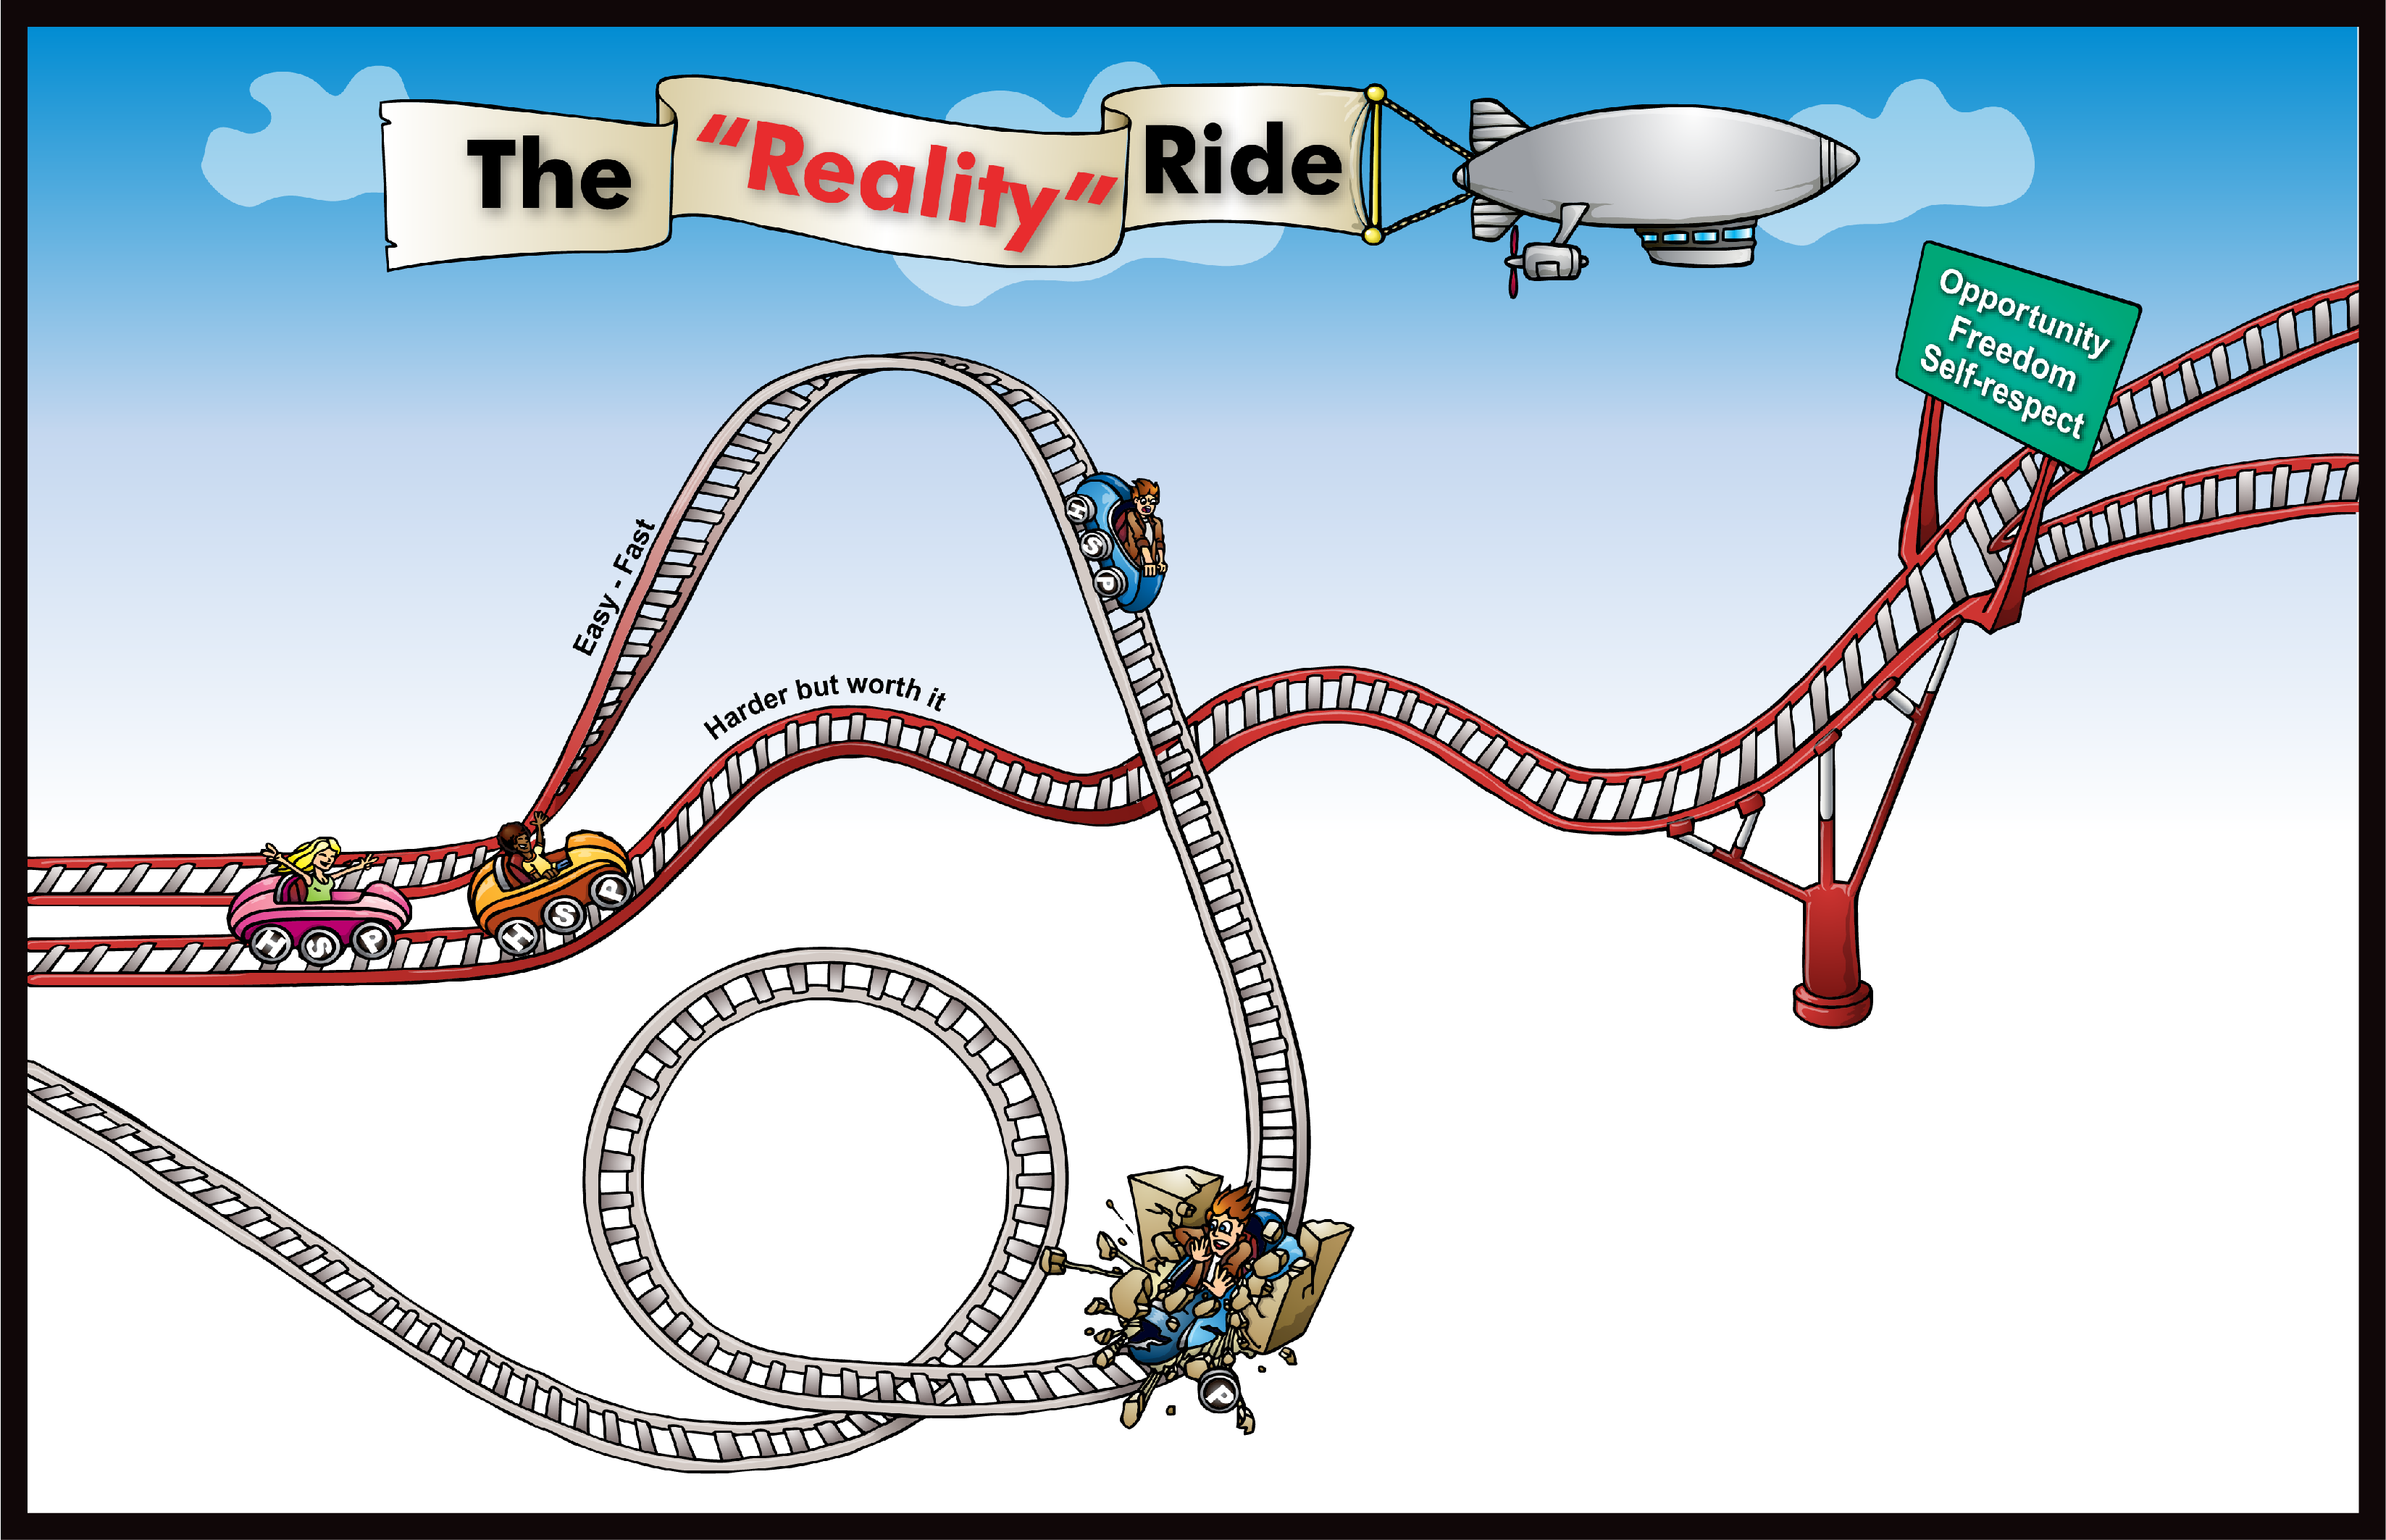 The "Reality" Ride
Opportunity
Freedom
Self-respect
Easy - Fast
Harder but worth it
H
S
P
H S P
H S P
P